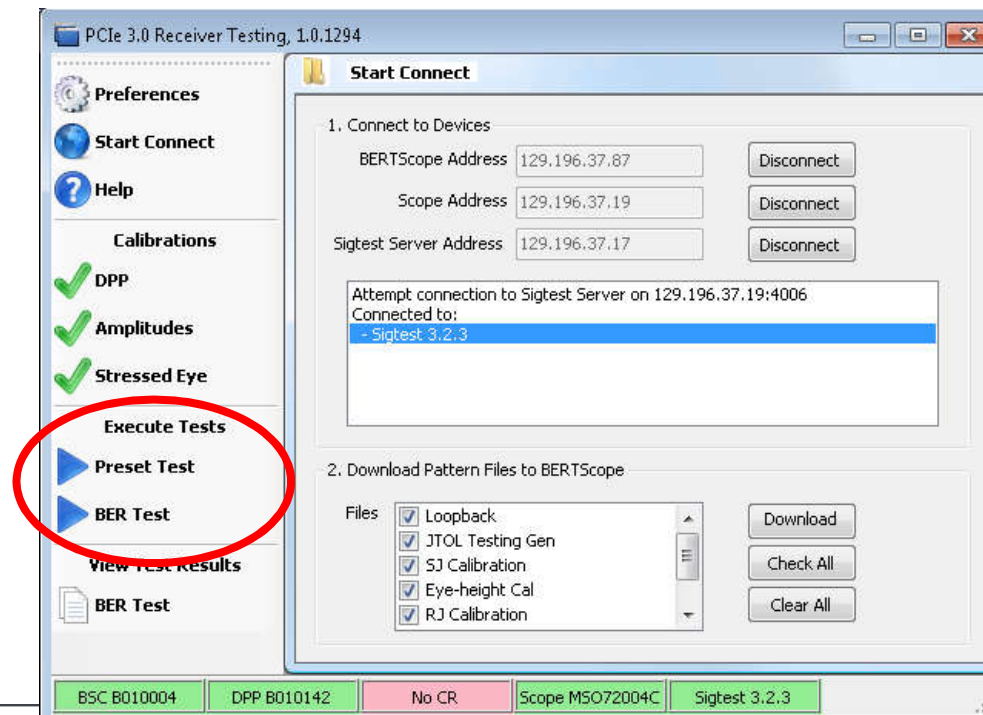 PCIe 3.0 Receiver Testing, 1.0.1294
Preferences
Start Connect
Help
Calibrations
DPP
Amplitudes
Stressed Eye
Execute Tests
Preset Test
BER Test
View Test Results
BER Test
Start Connect
1. Connect to Devices
BERTScope Address 129.196.37.87 Disconnect
Scope Address 129.196.37.19 Disconnect
Sigtest Server Address 129.196.37.17 Disconnect
Attempt connection to Sigtest Server on 129.196.37.19:4006
Connected to:
- Sigtest 3.2.3
2. Download Pattern Files to BERTScope
Files
Loopback
JTOL Testing Gen
SJ Calibration
Eye-height Cal
RJ Calibration
Download
Check All
Clear All
BSC B010004 DPP B010142 No CR Scope MSO72004C Sigtest 3.2.3